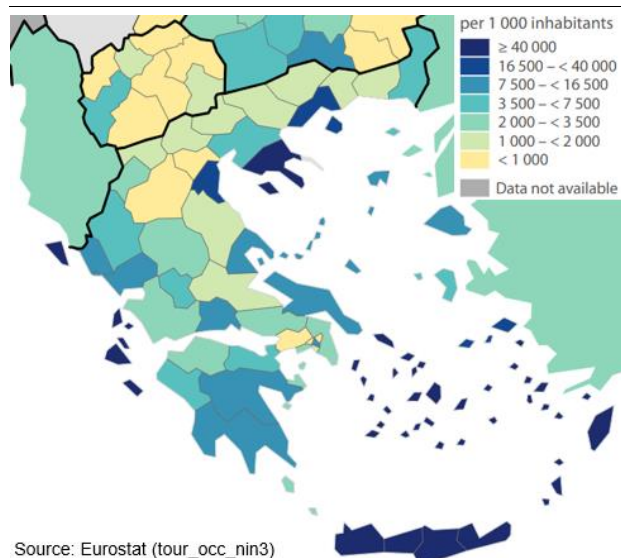 per 1 000 inhabitants
≥ 40 000
16 500 – < 40 000
7 500 – < 16 500
3 500 – < 7 500
2 000 – < 3 500
1 000 – < 2 000
< 1 000
Data not available
Source: Eurostat (tour_occ_nin3)